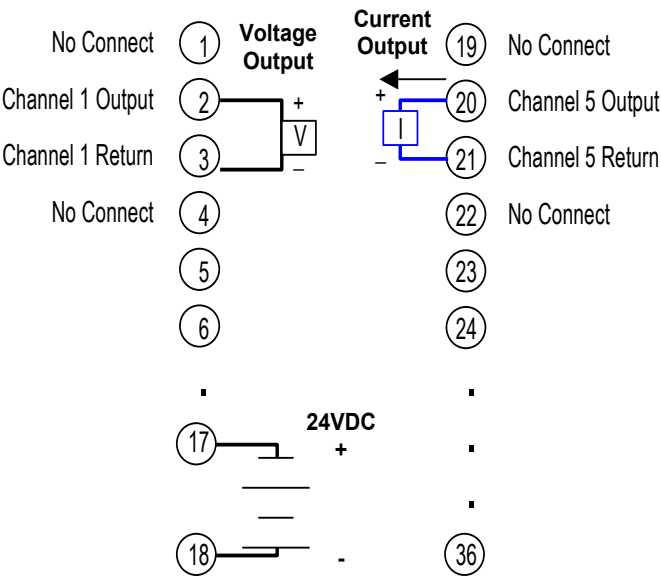 No Connect 1 Voltage Output Current Output 19 No Connect
Channel 1 Output 2 + V – + I – 20 Channel 5 Output
Channel 1 Return 3 21 Channel 5 Return
No Connect 4 22 No Connect
5 23
6 24
17 24VDC +
18 - 36